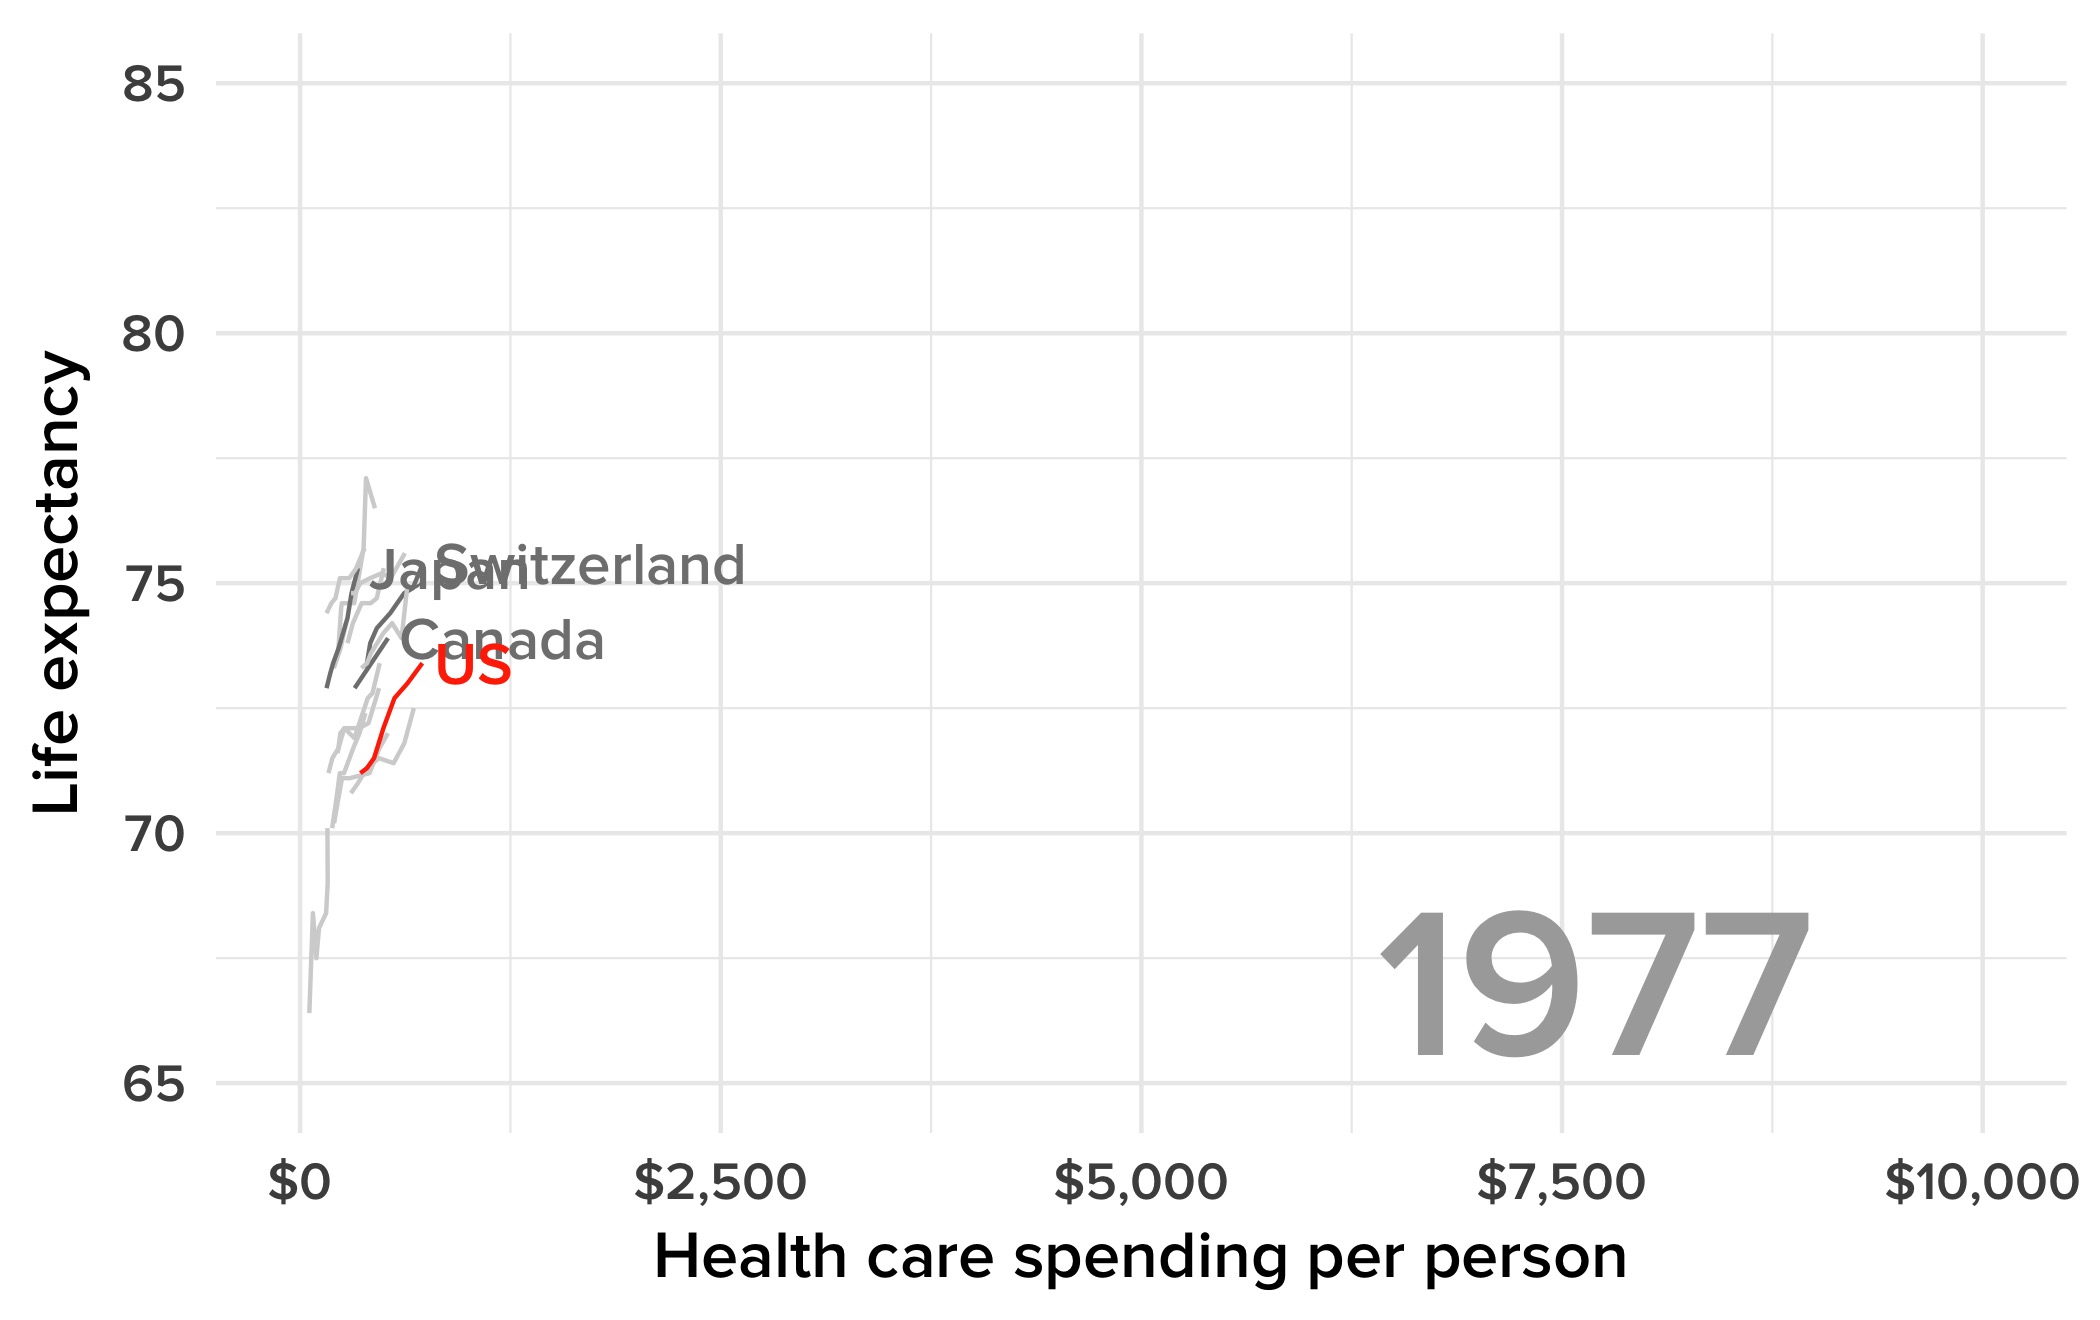 85
80
75
70
65
Life expectancy
Japan
Switzerland
Canada
US
1977
$0
$2,500
$5,000
$7,500
$10,000
Health care spending per person